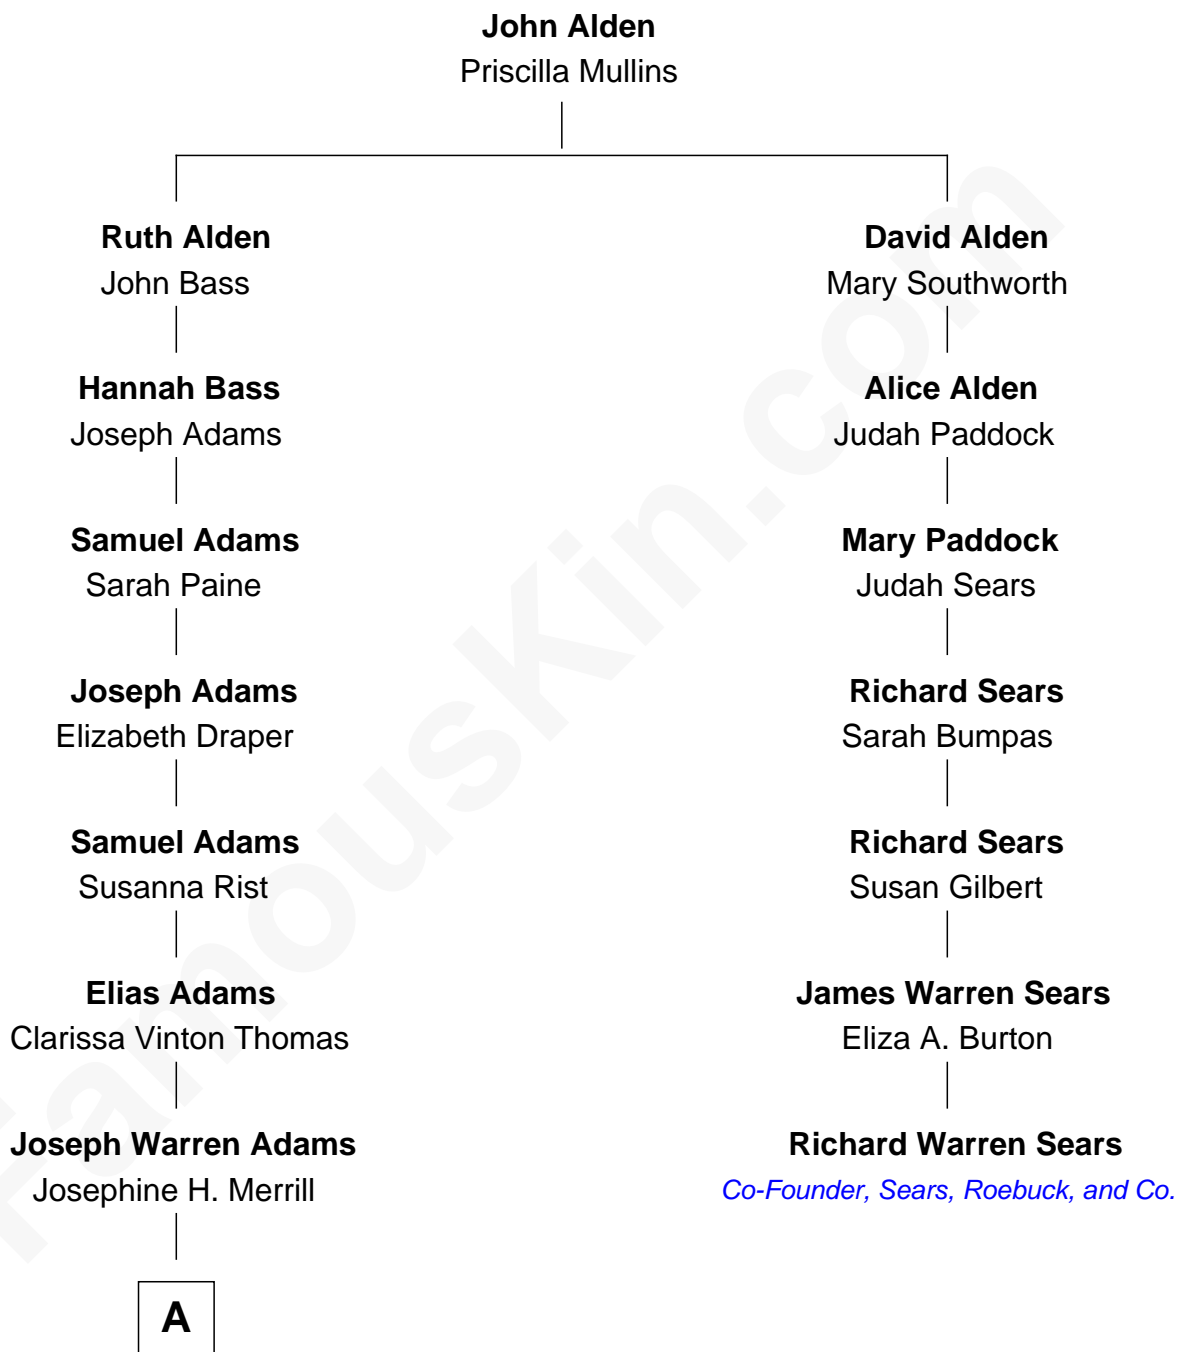 John Alden
Priscilla Mullins
Ruth Alden
John Bass
Hannah Bass
Joseph Adams
Samuel Adams
Sarah Paine
Joseph Adams
Elizabeth Draper
Samuel Adams
Susanna Rist
Elias Adams
Clarissa Vinton Thomas
Joseph Warren Adams
Josephine H. Merrill
A
David Alden
Mary Southworth
Alice Alden
Judah Paddock
Mary Paddock
Judah Sears
Richard Sears
Sarah Bumpas
Richard Sears
Susan Gilbert
James Warren Sears
Eliza A. Burton
Richard Warren Sears
Co-Founder, Sears, Roebuck, and Co.
FamousKin.com